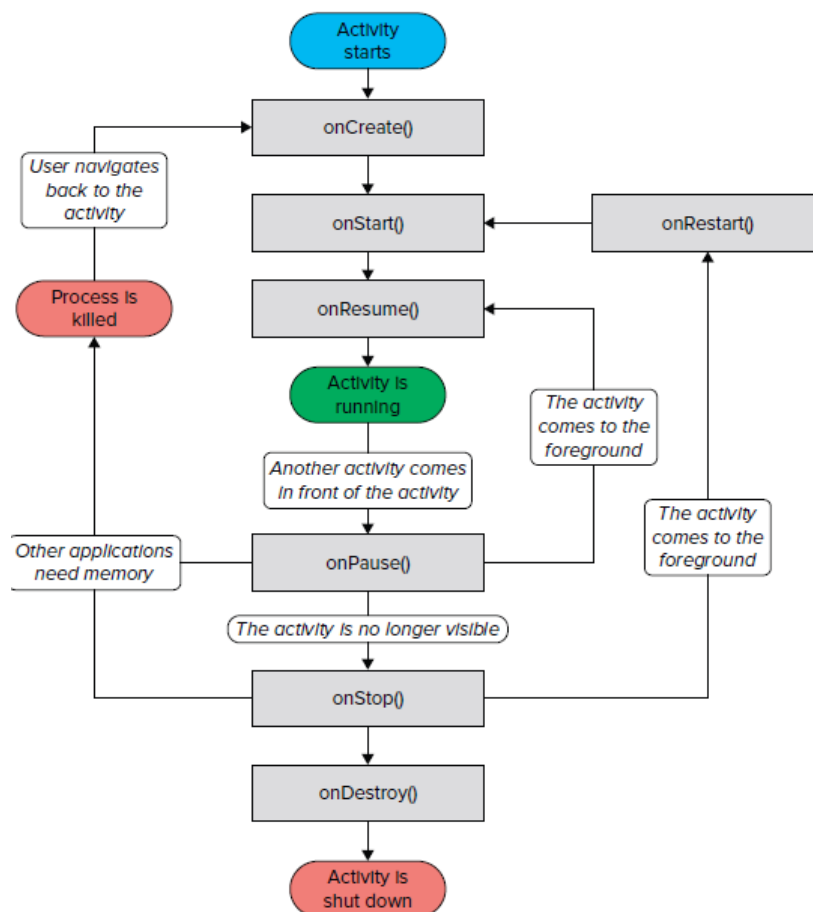 Activity
starts
onCreate()
User navigates
back to the
activity
onStart()
onRestart()
Process is
killed
onResume()
Activity is
running
The activity
comes to the
foreground
Another activity comes
in front of the activity
The activity
comes to the
foreground
Other applications
need memory
onPause()
The activity is no longer visible
onStop()
onDestroy()
Activity is
shut down